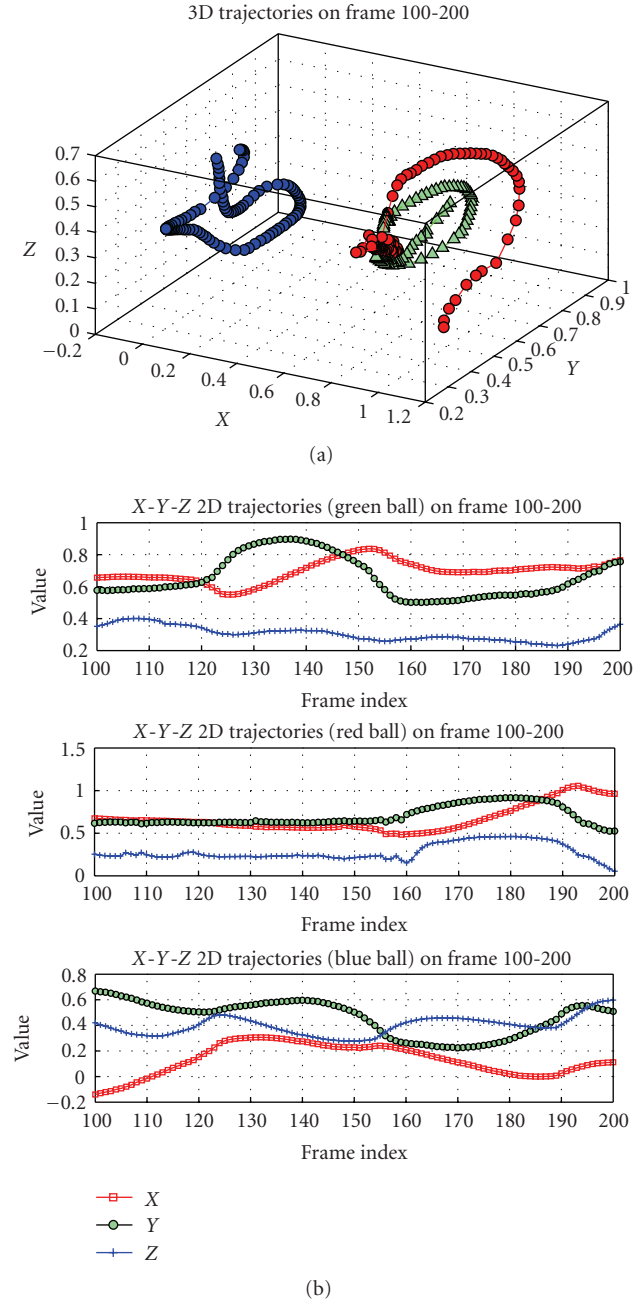 3D trajectories on frame 100-200
0.7
0.6
0.5
0.4
0.3
0.2
0.1
0
Z
−0.2
0
0.2
0.4
0.6
0.8
1
1.2
X
0.2
0.3
0.4
0.5
0.6
0.7
0.8
0.9
1
Y
(a)
X-Y-Z 2D trajectories (green ball) on frame 100-200
1
0.8
0.6
0.4
0.2
Value
100 110 120 130 140 150 160 170 180 190 200
Frame index
X-Y-Z 2D trajectories (red ball) on frame 100-200
1.5
1
0.5
0
Value
100 110 120 130 140 150 160 170 180 190 200
Frame index
X-Y-Z 2D trajectories (blue ball) on frame 100-200
0.8
0.6
0.4
0.2
0
−0.2
Value
100 110 120 130 140 150 160 170 180 190 200
Frame index
X
Y
Z
(b)